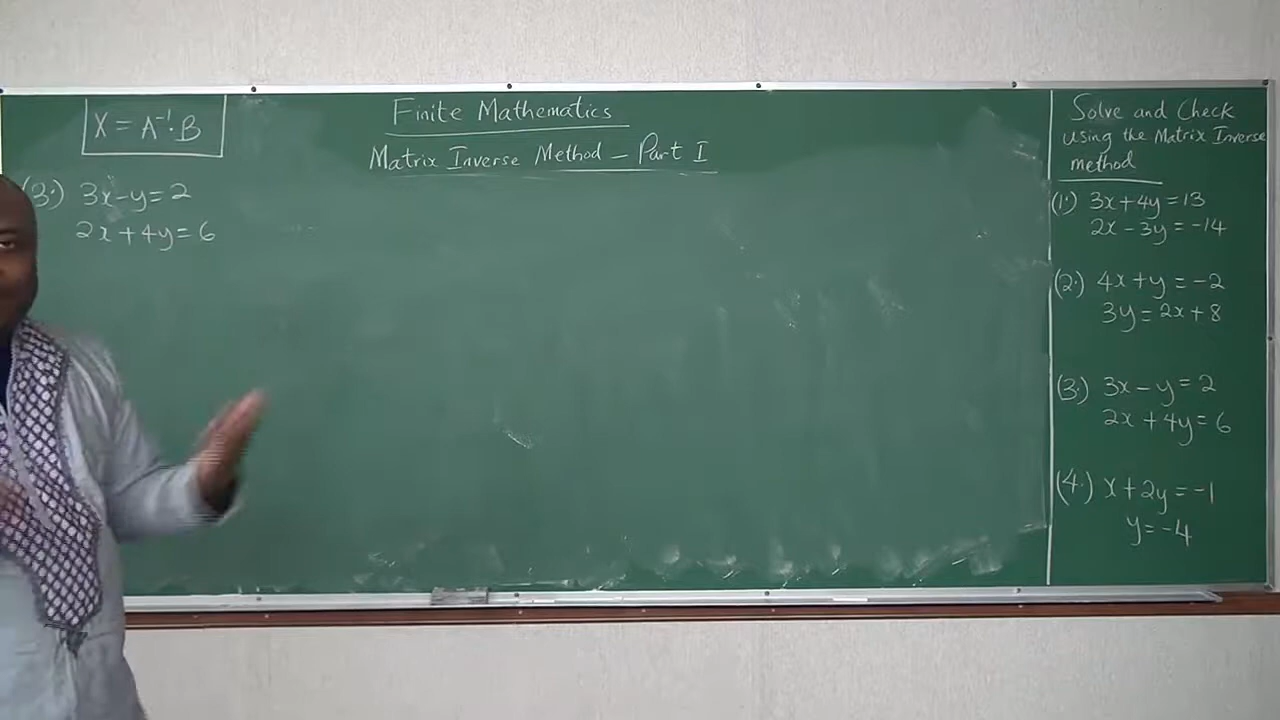 X = A⁻¹·B
Finite Mathematics
Matrix Inverse Method – Part I
(3.) 3x-y=2
2x+4y=6
Solve and Check
using the Matrix Inverse
method
(1.) 3x+4y=13
2x-3y=-14
(2.) 4x+y=-2
3y=2x+8
(3.) 3x-y=2
2x+4y=6
(4.) x+2y=-1
y=-4